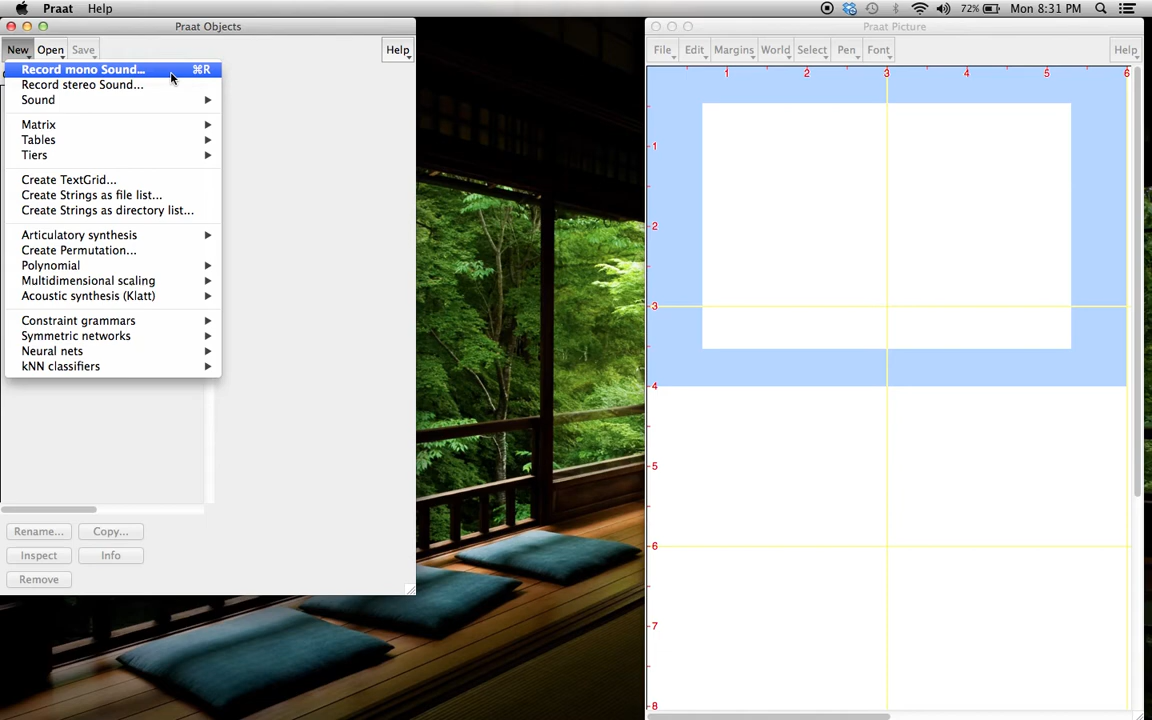 Praat Help 72% Mon 8:31 PM
Praat Objects
New Open Save Help
Record mono Sound... ⌘R
Record stereo Sound...
Sound
Matrix
Tables
Tiers
Create TextGrid...
Create Strings as file list...
Create Strings as directory list...
Articulatory synthesis
Create Permutation...
Polynomial
Multidimensional scaling
Acoustic synthesis (Klatt)
Constraint grammars
Symmetric networks
Neural nets
kNN classifiers
Rename... Copy...
Inspect Info
Remove
Praat Picture
File Edit Margins World Select Pen Font Help
1 2 3 4 5 6
1
2
3
4
5
6
7
8